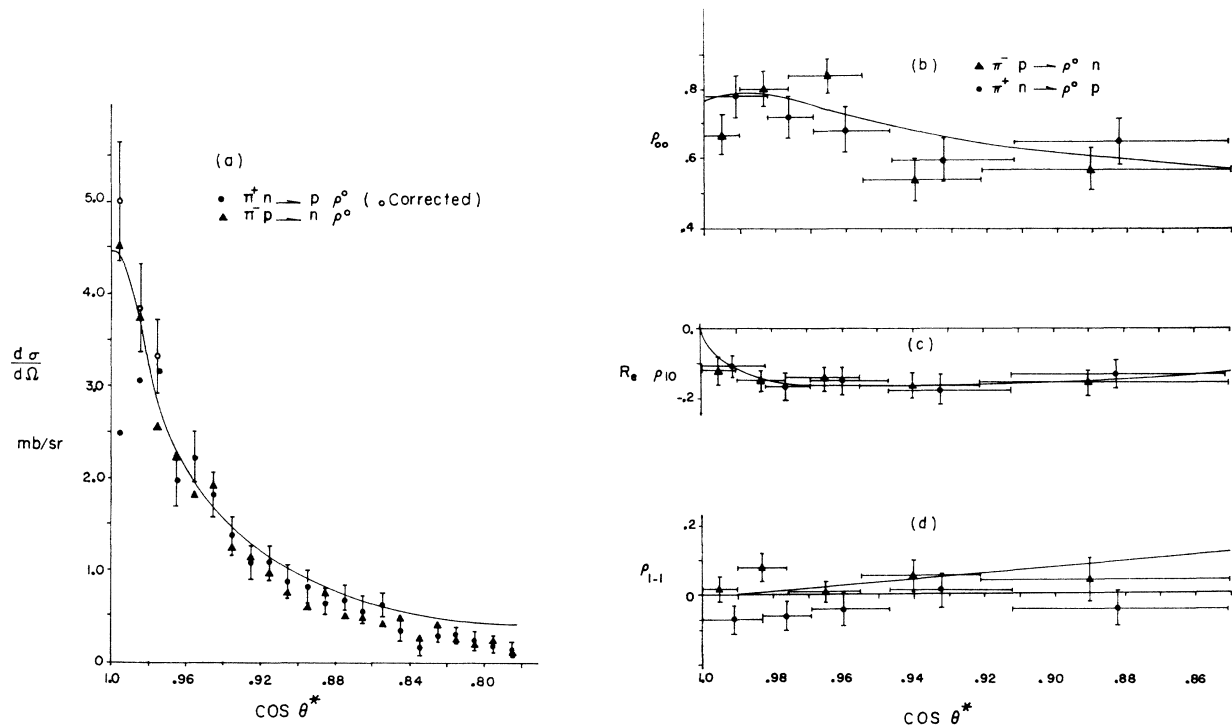 (a)
• π⁺ n → p ρ° ( ∘Corrected)
▲ π⁻ p → n ρ°
dσ
dΩ
mb/sr
5.0
4.0
3.0
2.0
1.0
0
1.0 .96 .92 .88 .84 .80
COS θ*
(b)
▲ π⁻ p → ρ° n
• π⁺ n → ρ° p
ρ₀₀
.8
.6
.4
(c)
Re ρ10
0.
-.2
(d)
ρ1-1
0.2
0
1.0 .98 .96 .94 .92 .90 .88 .86
COS θ*